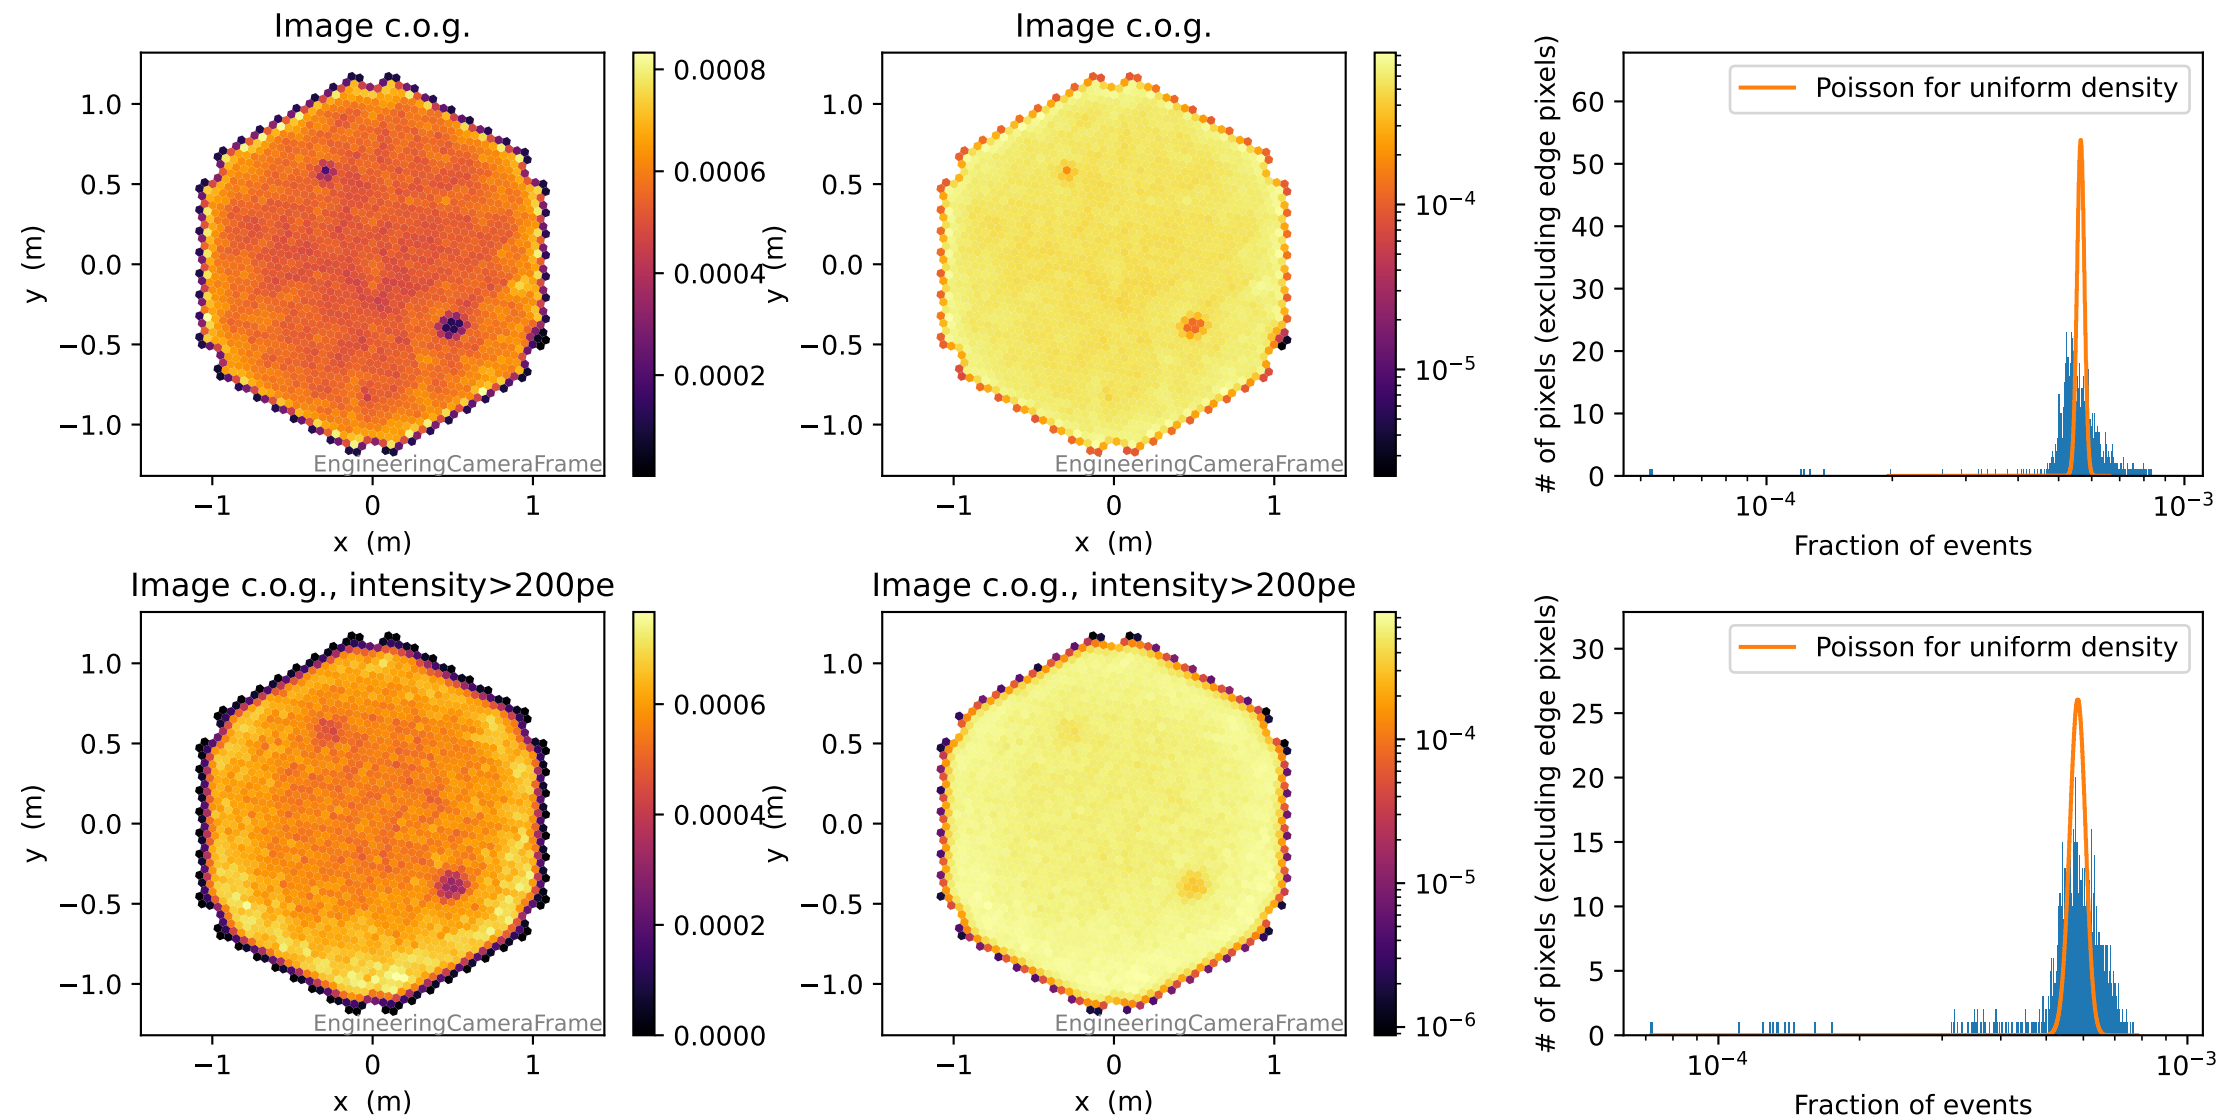 Image c.o.g.
1.0
0.5
0.0
−0.5
−1.0
y (m)
−1 0 1
x (m)
EngineeringCameraFrame
0.0008
0.0006
0.0004
0.0002
Image c.o.g.
1.0
0.5
0.0
−0.5
−1.0
y (m)
−1 0 1
x (m)
EngineeringCameraFrame
10⁻⁴
10⁻⁵
Poisson for uniform density
# of pixels (excluding edge pixels)
60
50
40
30
20
10
0
10⁻⁴ 10⁻³
Fraction of events
Image c.o.g., intensity>200pe
1.0
0.5
0.0
−0.5
−1.0
y (m)
−1 0 1
x (m)
EngineeringCameraFrame
0.0006
0.0004
0.0002
0.0000
Image c.o.g., intensity>200pe
1.0
0.5
0.0
−0.5
−1.0
y (m)
−1 0 1
x (m)
EngineeringCameraFrame
10⁻⁴
10⁻⁵
10⁻⁶
Poisson for uniform density
# of pixels (excluding edge pixels)
30
25
20
15
10
5
0
10⁻⁴ 10⁻³
Fraction of events